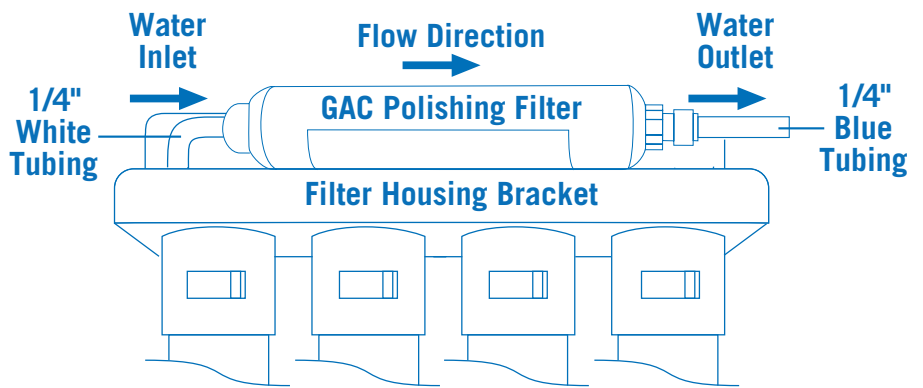 Water
Inlet
Flow Direction
Water
Outlet
1/4"
White
Tubing
GAC Polishing Filter
1/4"
Blue
Tubing
Filter Housing Bracket